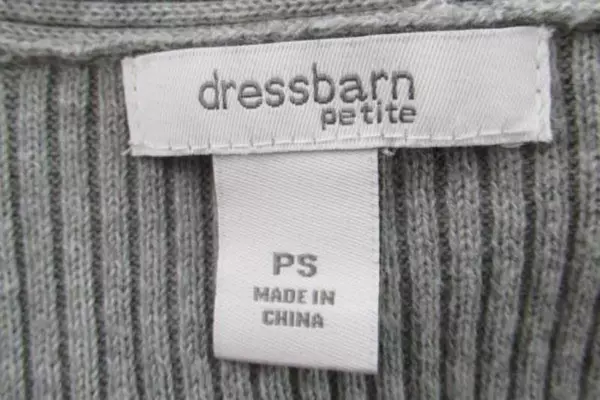 dressbarn
petite
PS
MADE IN
CHINA